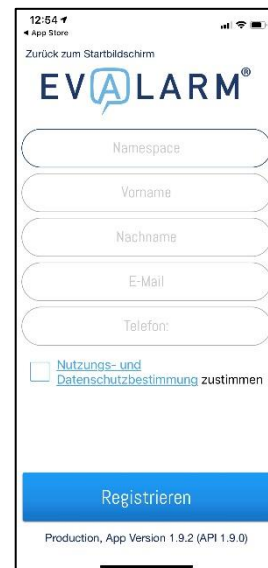 12:54
App Store
Zurück zum Startbildschirm
EVALARM®
Namespace
Vorname
Nachname
E-Mail
Telefon:
Nutzungs- und
Datenschutzbestimmung zustimmen
Registrieren
Production, App Version 1.9.2 (API 1.9.0)